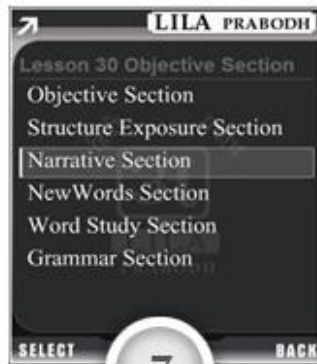 LILA PRABODH
Lesson 30 Objective Section
Objective Section
Structure Exposure Section
Narrative Section
NewWords Section
Word Study Section
Grammar Section
PRABODH
SELECT
BACK